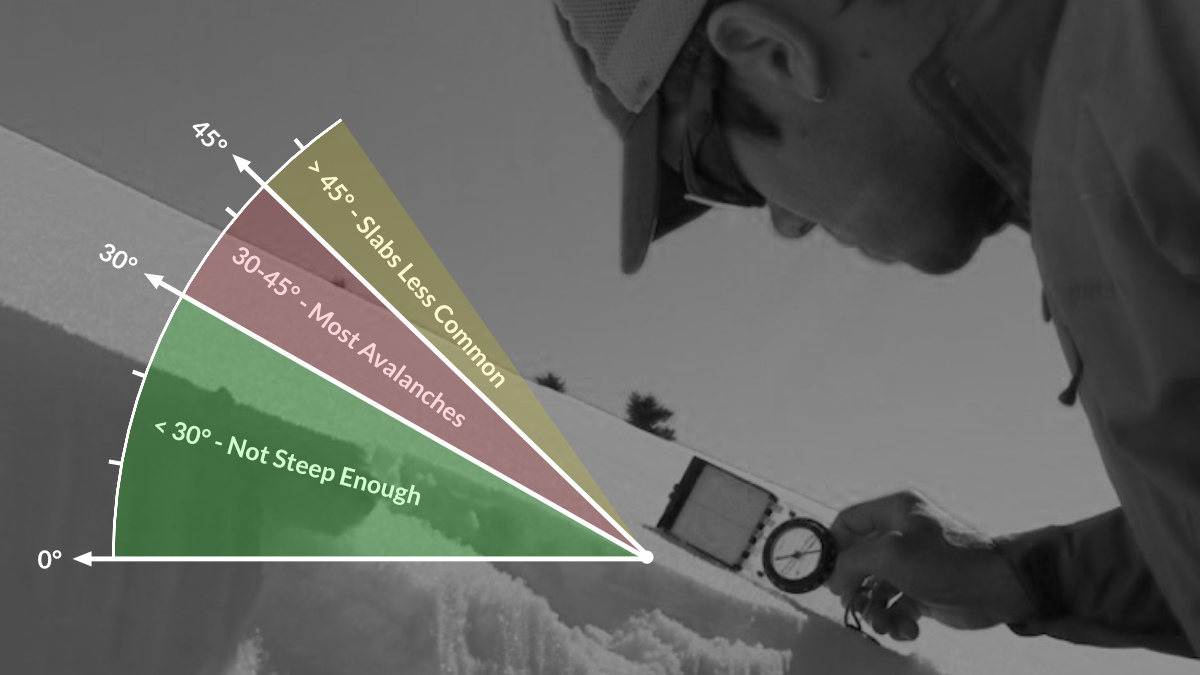 45°
> 45° - Slabs Less Common
30°
30-45° - Most Avalanches
< 30° - Not Steep Enough
0°